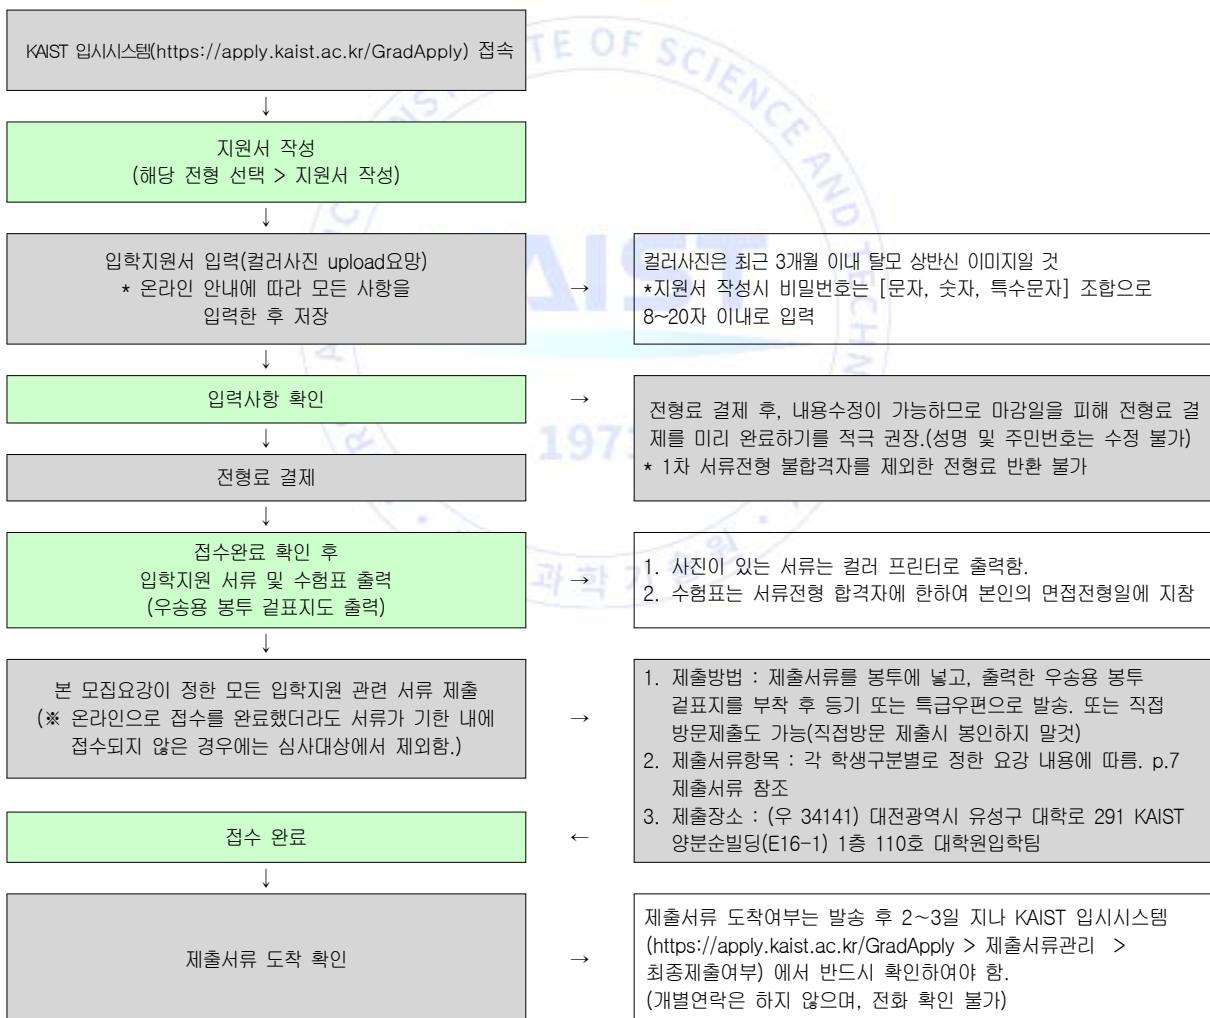 KAIST 입시시스템(https://apply.kaist.ac.kr/GradApply) 접속
↓
지원서 작성
(해당 전형 선택 > 지원서 작성)
↓
입학지원서 입력(컬러사진 upload요망)
* 온라인 안내에 따라 모든 사항을
입력한 후 저장
→
컬러사진은 최근 3개월 이내 탈모 상반신 이미지일 것
*지원서 작성시 비밀번호는 [문자, 숫자, 특수문자] 조합으로
8~20자 이내로 입력
↓
입력사항 확인
→
전형료 결제 후, 내용수정이 가능하므로 마감일을 피해 전형료 결
제를 미리 완료하기를 적극 권장.(성명 및 주민번호는 수정 불가)
* 1차 서류전형 불합격자를 제외한 전형료 반환 불가
↓
전형료 결제
↓
접수완료 확인 후
입학지원 서류 및 수험표 출력
(우송용 봉투 겉표지도 출력)
→
1. 사진이 있는 서류는 컬러 프린터로 출력함.
2. 수험표는 서류전형 합격자에 한하여 본인의 면접전형일에 지참
↓
본 모집요강이 정한 모든 입학지원 관련 서류 제출
(※ 온라인으로 접수를 완료했더라도 서류가 기한 내에
접수되지 않은 경우에는 심사대상에서 제외함.)
→
1. 제출방법 : 제출서류를 봉투에 넣고, 출력한 우송용 봉투
겉표지를 부착 후 등기 또는 특급우편으로 발송. 또는 직접
방문제출도 가능(직접방문 제출시 봉인하지 말것)
2. 제출서류항목 : 각 학생구분별로 정한 요강 내용에 따름. p.7
제출서류 참조
3. 제출장소 : (우 34141) 대전광역시 유성구 대학로 291 KAIST
양분순빌딩(E16-1) 1층 110호 대학원입학팀
←
접수 완료
↓
제출서류 도착 확인
→
제출서류 도착여부는 발송 후 2~3일 지나 KAIST 입시시스템
(https://apply.kaist.ac.kr/GradApply > 제출서류관리 >
최종제출여부) 에서 반드시 확인하여야 함.
(개별연락은 하지 않으며, 전화 확인 불가)